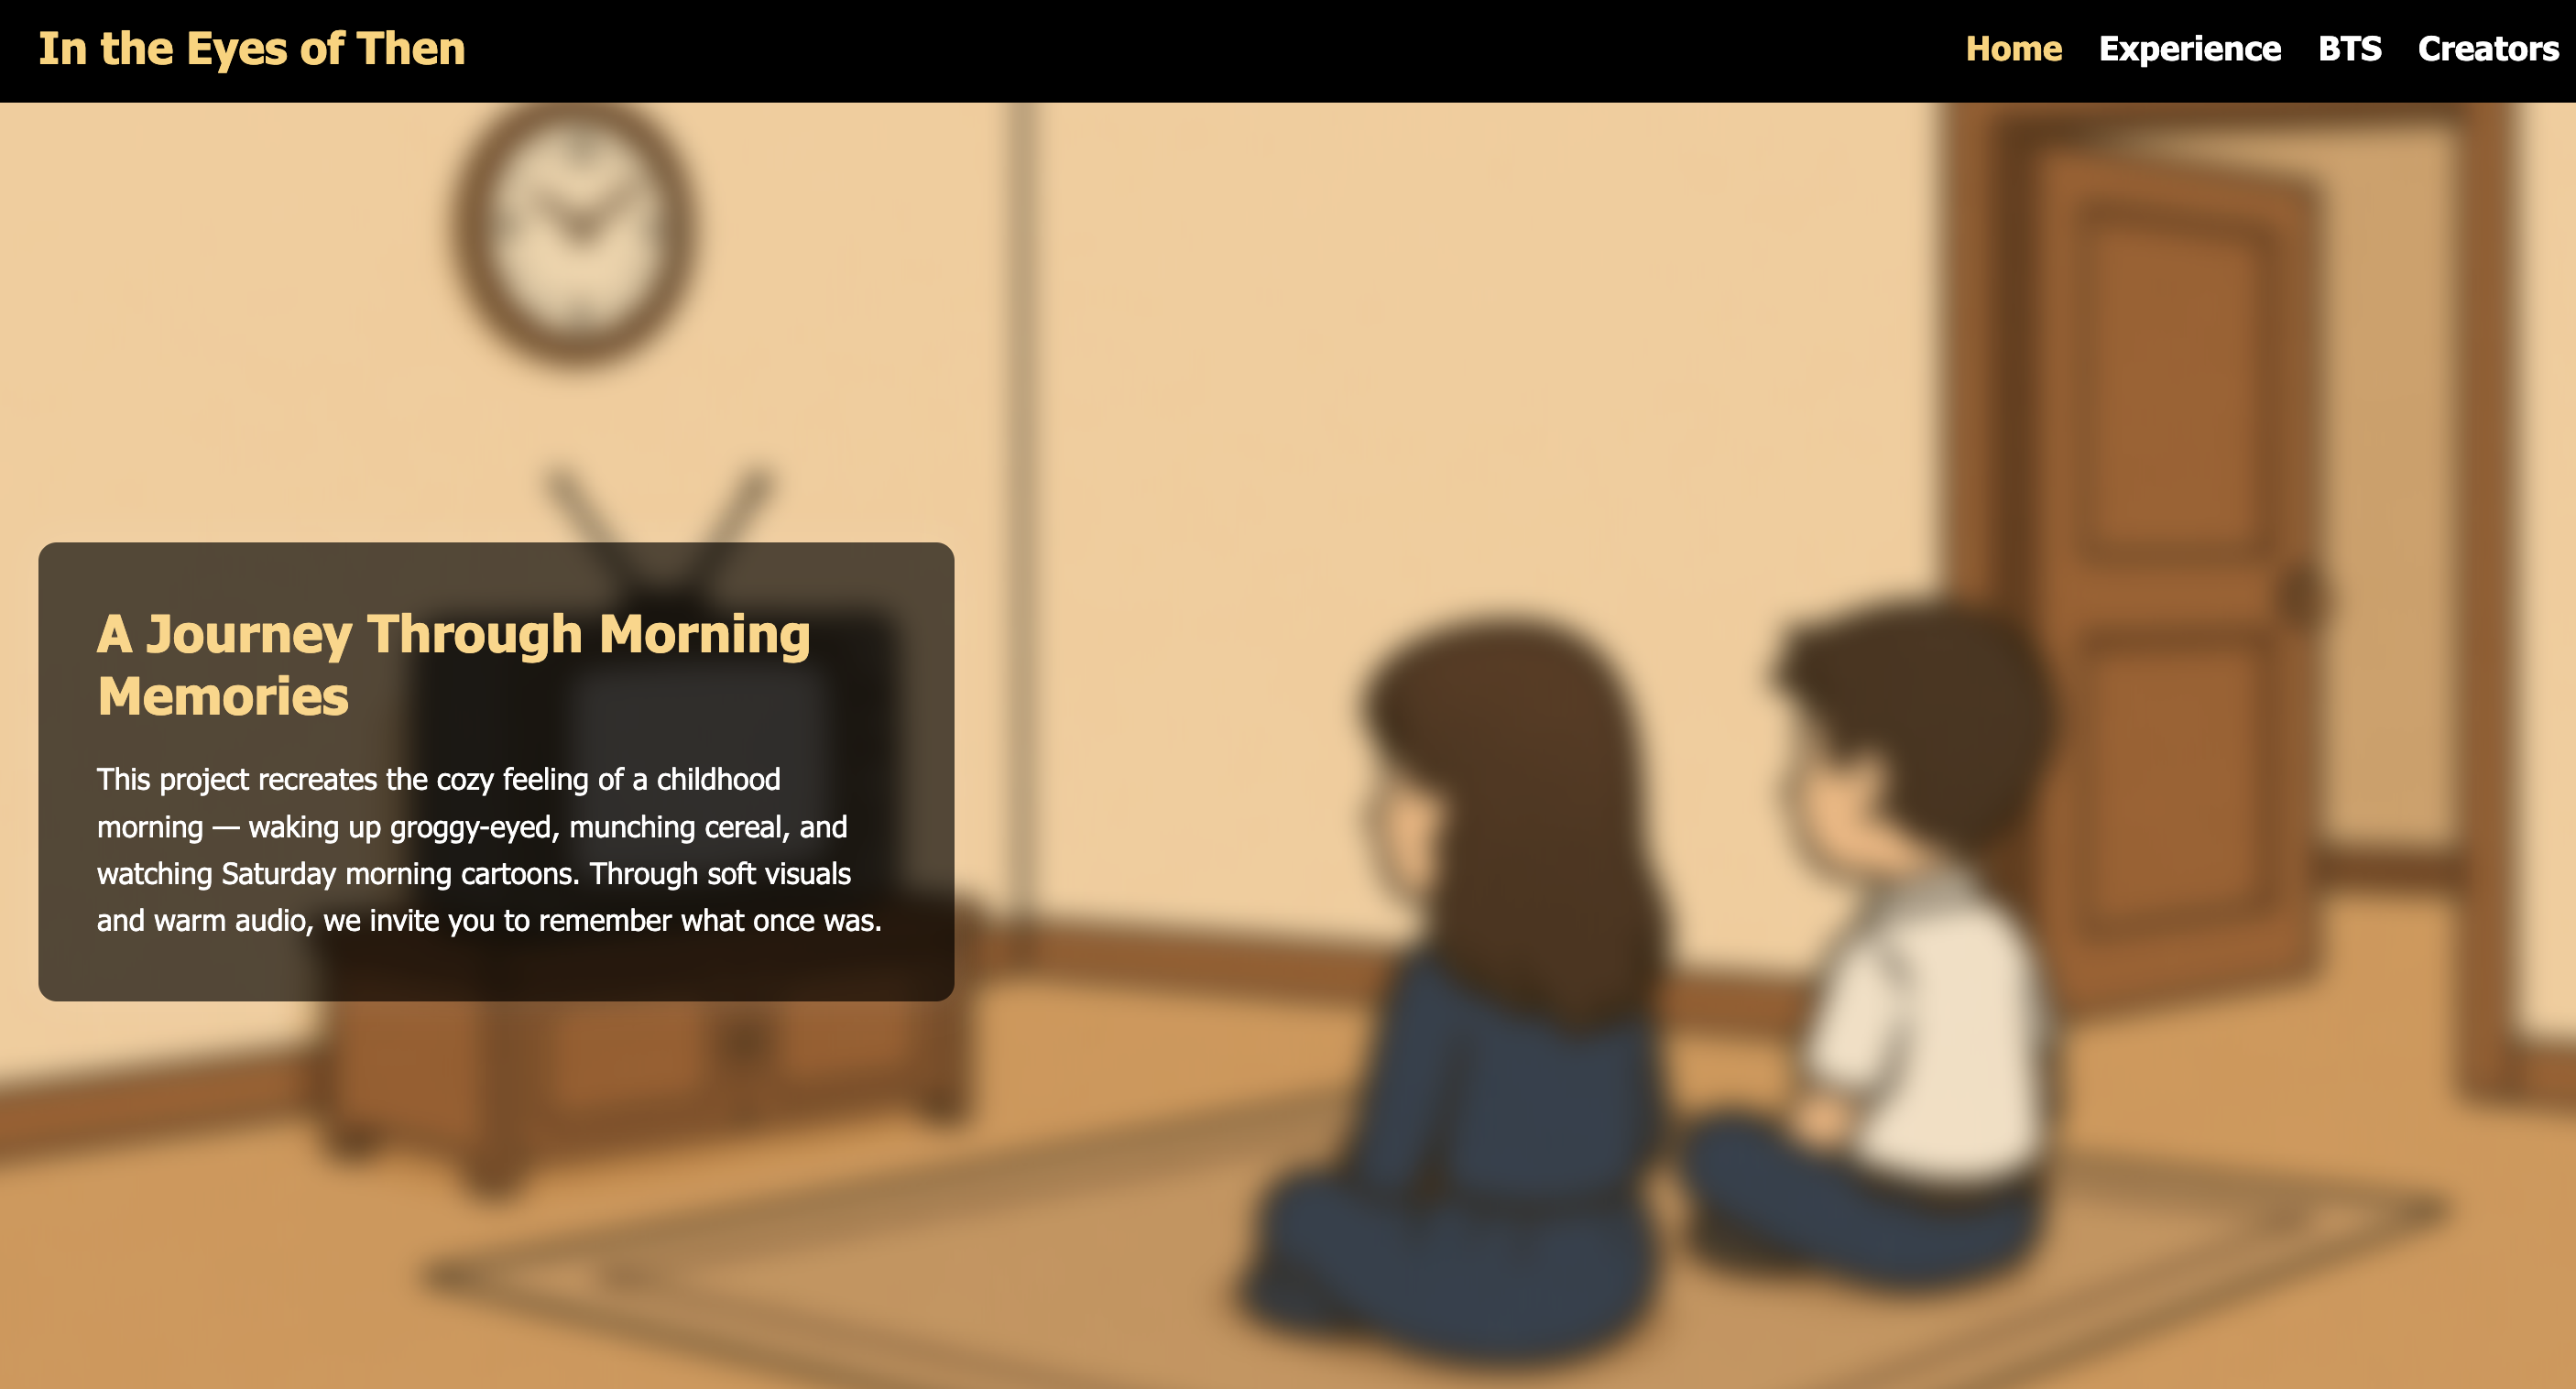 In the Eyes of Then
Home Experience BTS Creators
A Journey Through Morning
Memories
This project recreates the cozy feeling of a childhood
morning — waking up groggy-eyed, munching cereal, and
watching Saturday morning cartoons. Through soft visuals
and warm audio, we invite you to remember what once was.